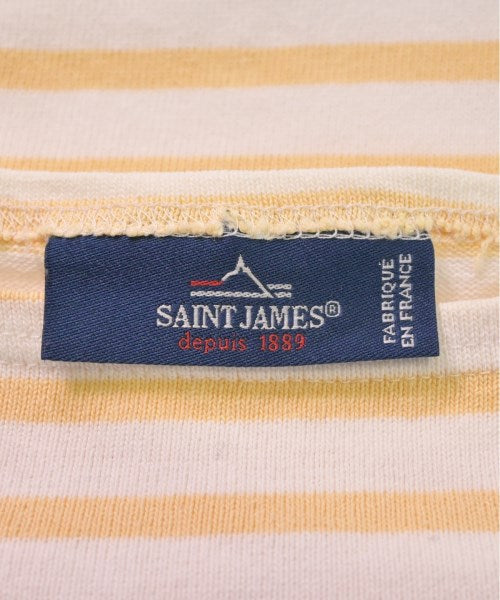 SAINT JAMES®
depuis 1889
FABRIQUÉ
EN FRANCE